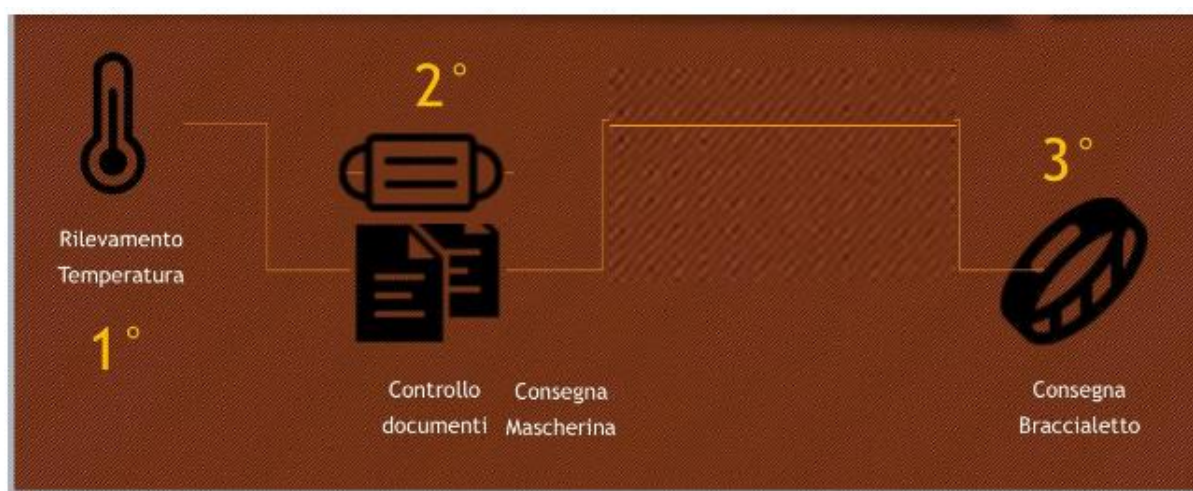 Rilevamento
Temperatura
1°
2°
Controllo
documenti
Consegna
Mascherina
3°
Consegna
Braccialetto